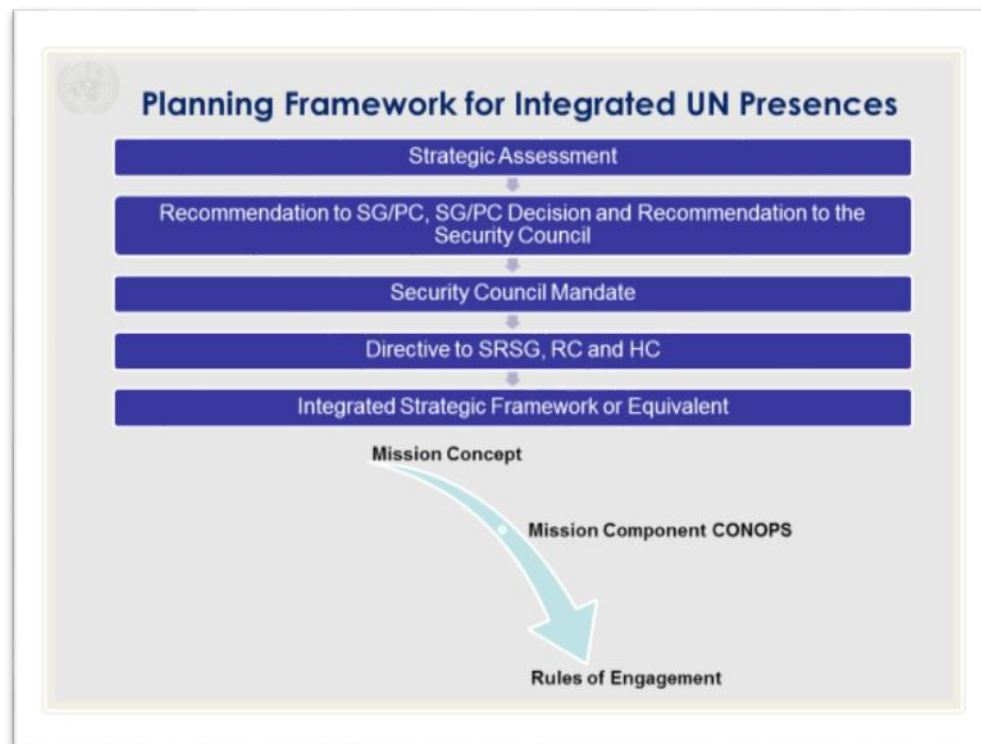 Planning Framework for Integrated UN Presences
Strategic Assessment
Recommendation to SG/PC, SG/PC Decision and Recommendation to the
Security Council
Security Council Mandate
Directive to SRSG, RC and HC
Integrated Strategic Framework or Equivalent
Mission Concept
Mission Component CONOPS
Rules of Engagement